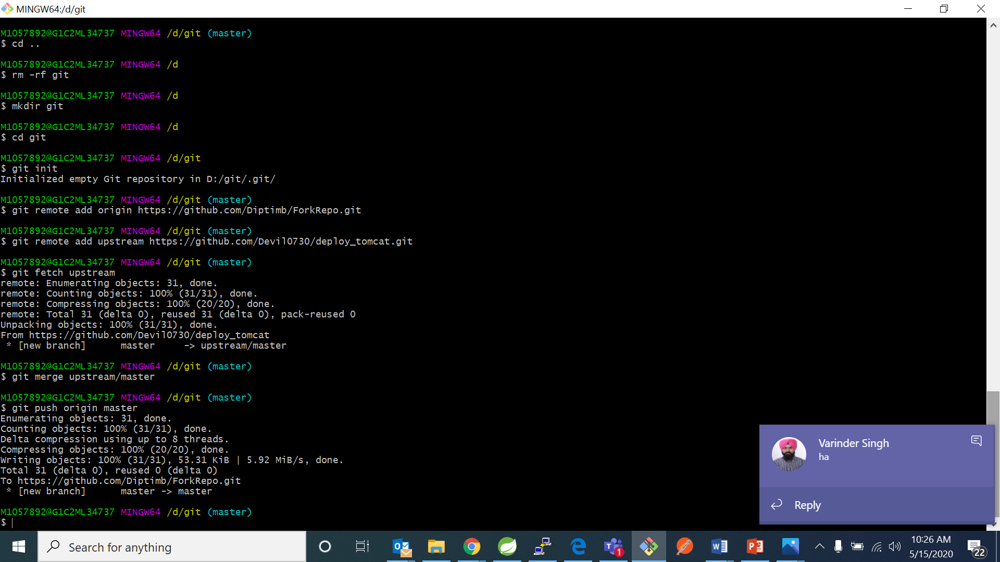 MINGW64:/d/git
M1057892@G1C2ML34737 MINGW64 /d/git (master)
$ cd ..
M1057892@G1C2ML34737 MINGW64 /d
$ rm -rf git
M1057892@G1C2ML34737 MINGW64 /d
$ mkdir git
M1057892@G1C2ML34737 MINGW64 /d
$ cd git
M1057892@G1C2ML34737 MINGW64 /d/git
$ git init
Initialized empty Git repository in D:/git/.git/
M1057892@G1C2ML34737 MINGW64 /d/git (master)
$ git remote add origin https://github.com/Diptimb/ForkRepo.git
M1057892@G1C2ML34737 MINGW64 /d/git (master)
$ git remote add upstream https://github.com/Devil0730/deploy_tomcat.git
M1057892@G1C2ML34737 MINGW64 /d/git (master)
$ git fetch upstream
remote: Enumerating objects: 31, done.
remote: Counting objects: 100% (31/31), done.
remote: Compressing objects: 100% (20/20), done.
remote: Total 31 (delta 0), reused 31 (delta 0), pack-reused 0
Unpacking objects: 100% (31/31), done.
From https://github.com/Devil0730/deploy_tomcat
 * [new branch]      master     -> upstream/master
M1057892@G1C2ML34737 MINGW64 /d/git (master)
$ git merge upstream/master
M1057892@G1C2ML34737 MINGW64 /d/git (master)
$ git push origin master
Enumerating objects: 31, done.
Counting objects: 100% (31/31), done.
Delta compression using up to 8 threads.
Compressing objects: 100% (20/20), done.
Writing objects: 100% (31/31), 53.31 KiB | 5.92 MiB/s, done.
Total 31 (delta 0), reused 0 (delta 0)
To https://github.com/Diptimb/ForkRepo.git
 * [new branch]      master -> master
M1057892@G1C2ML34737 MINGW64 /d/git (master)
$
Varinder Singh
ha
Reply
Search for anything
1
10:26 AM
5/15/2020
22